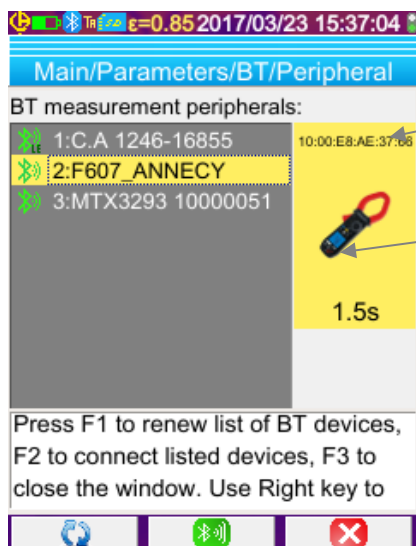 ε=0.85 2017/03/23 15:37:04
Main/Parameters/BT/Peripheral
BT measurement peripherals:
1:C.A 1246-16855
2:F607_ANNECY
3:MTX3293 10000051
10:00:E8:AE:37:66
1.5s
Press F1 to renew list of BT devices,
F2 to connect listed devices, F3 to
close the window. Use Right key to